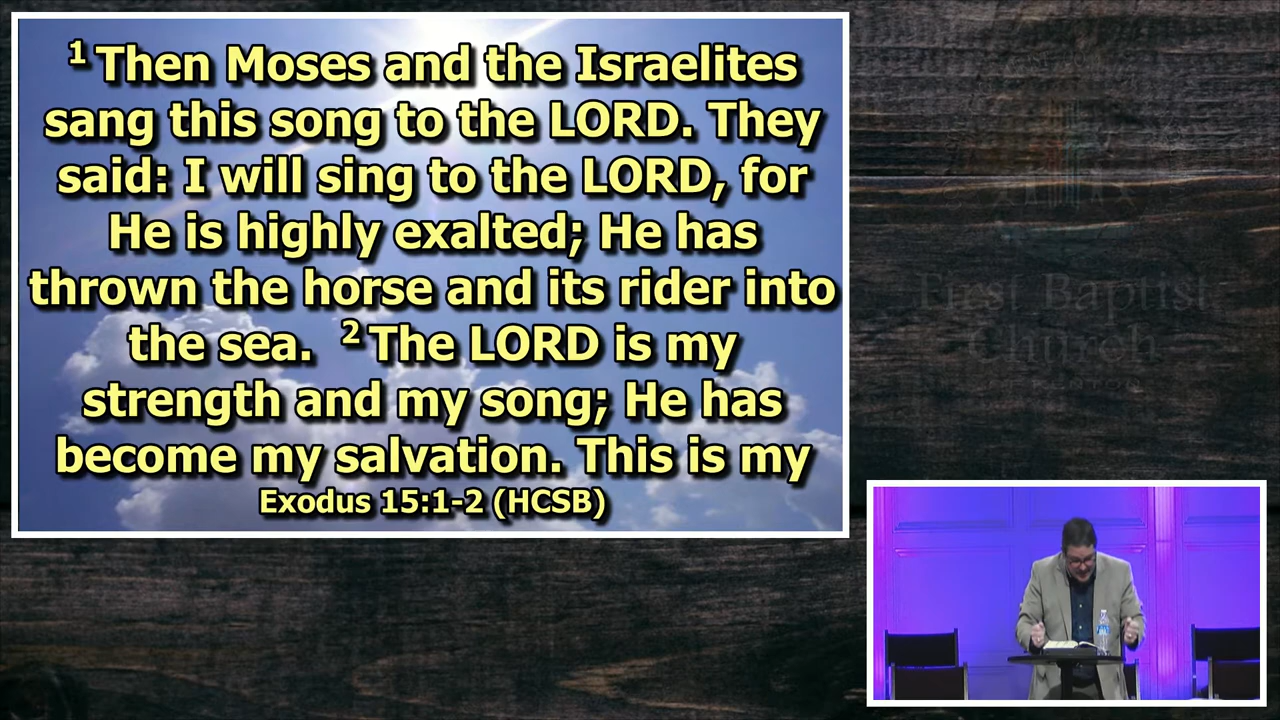 1 Then Moses and the Israelites
sang this song to the LORD. They
said: I will sing to the LORD, for
He is highly exalted; He has
thrown the horse and its rider into
the sea. 2 The LORD is my
strength and my song; He has
become my salvation. This is my
Exodus 15:1-2 (HCSB)
First Baptist
Church